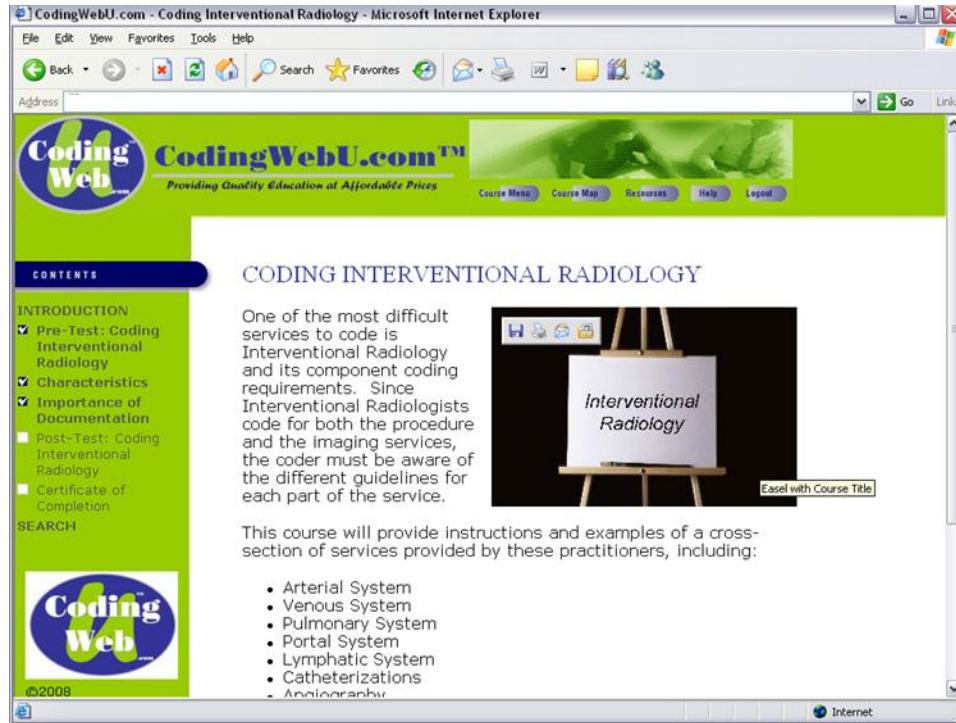 CodingWebU.com - Coding Interventional Radiology - Microsoft Internet Explorer
File Edit View Favorites Tools Help
Back Search Favorites
Address Go Links
Coding
Web
.com
CodingWebU.com™
Providing Quality Education at Affordable Prices
Course Menu Course Map Resources Help Logout
CONTENTS
INTRODUCTION
Pre-Test: Coding
Interventional
Radiology
Characteristics
Importance of
Documentation
Post-Test: Coding
Interventional
Radiology
Certificate of
Completion
SEARCH
Coding
Web
.com
©2008
CODING INTERVENTIONAL RADIOLOGY
One of the most difficult
services to code is
Interventional Radiology
and its component coding
requirements. Since
Interventional Radiologists
code for both the procedure
and the imaging services,
the coder must be aware of
the different guidelines for
each part of the service.
Interventional
Radiology
Easel with Course Title
This course will provide instructions and examples of a cross-
section of services provided by these practitioners, including:
• Arterial System
• Venous System
• Pulmonary System
• Portal System
• Lymphatic System
• Catheterizations
• Angiography
Internet